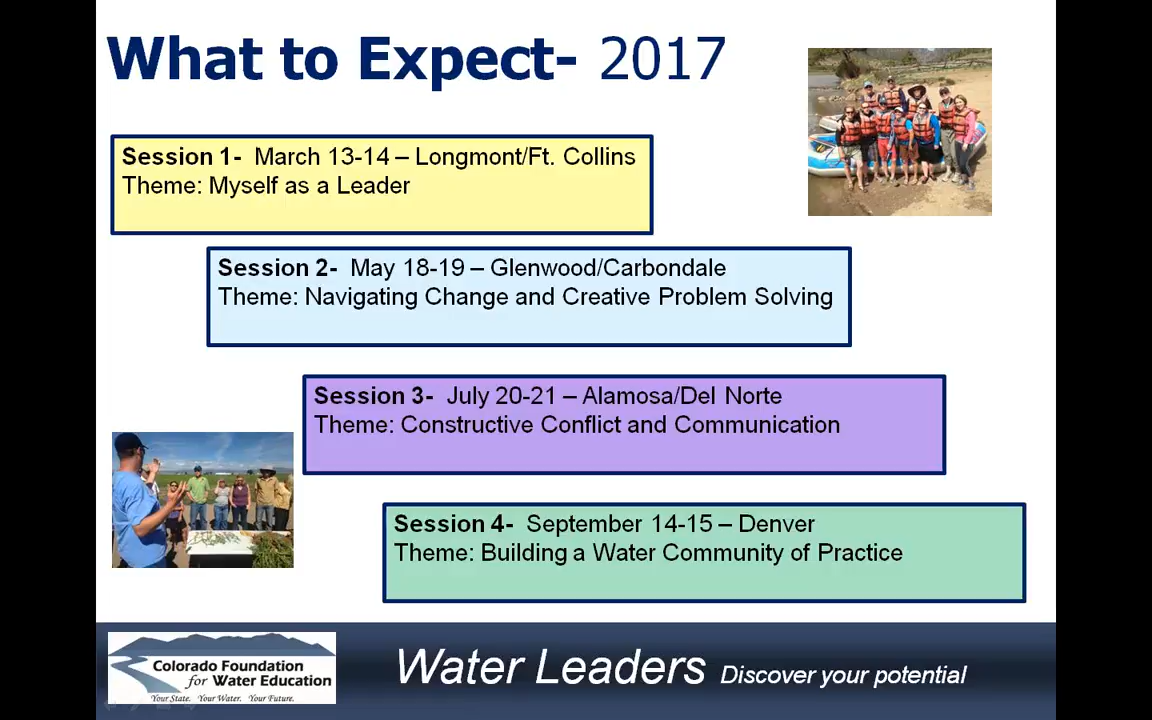 What to Expect- 2017
Session 1- March 13-14 – Longmont/Ft. Collins
Theme: Myself as a Leader
Session 2- May 18-19 – Glenwood/Carbondale
Theme: Navigating Change and Creative Problem Solving
Session 3- July 20-21 – Alamosa/Del Norte
Theme: Constructive Conflict and Communication
Session 4- September 14-15 – Denver
Theme: Building a Water Community of Practice
Colorado Foundation
for Water Education
Your State. Your Water. Your Future.
Water Leaders Discover your potential